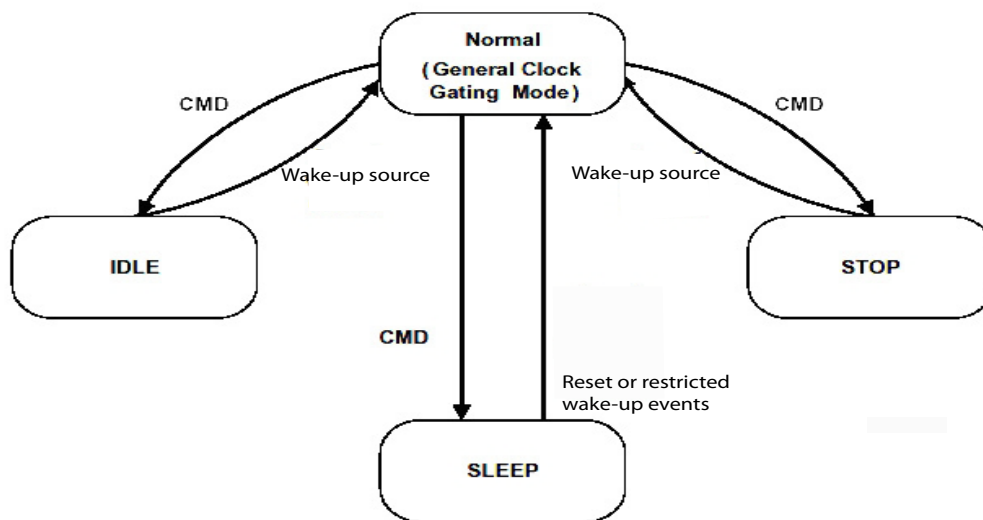 Normal
(General Clock
Gating Mode)
CMD
CMD
Wake-up source
Wake-up source
IDLE
STOP
CMD
Reset or restricted
wake-up events
SLEEP